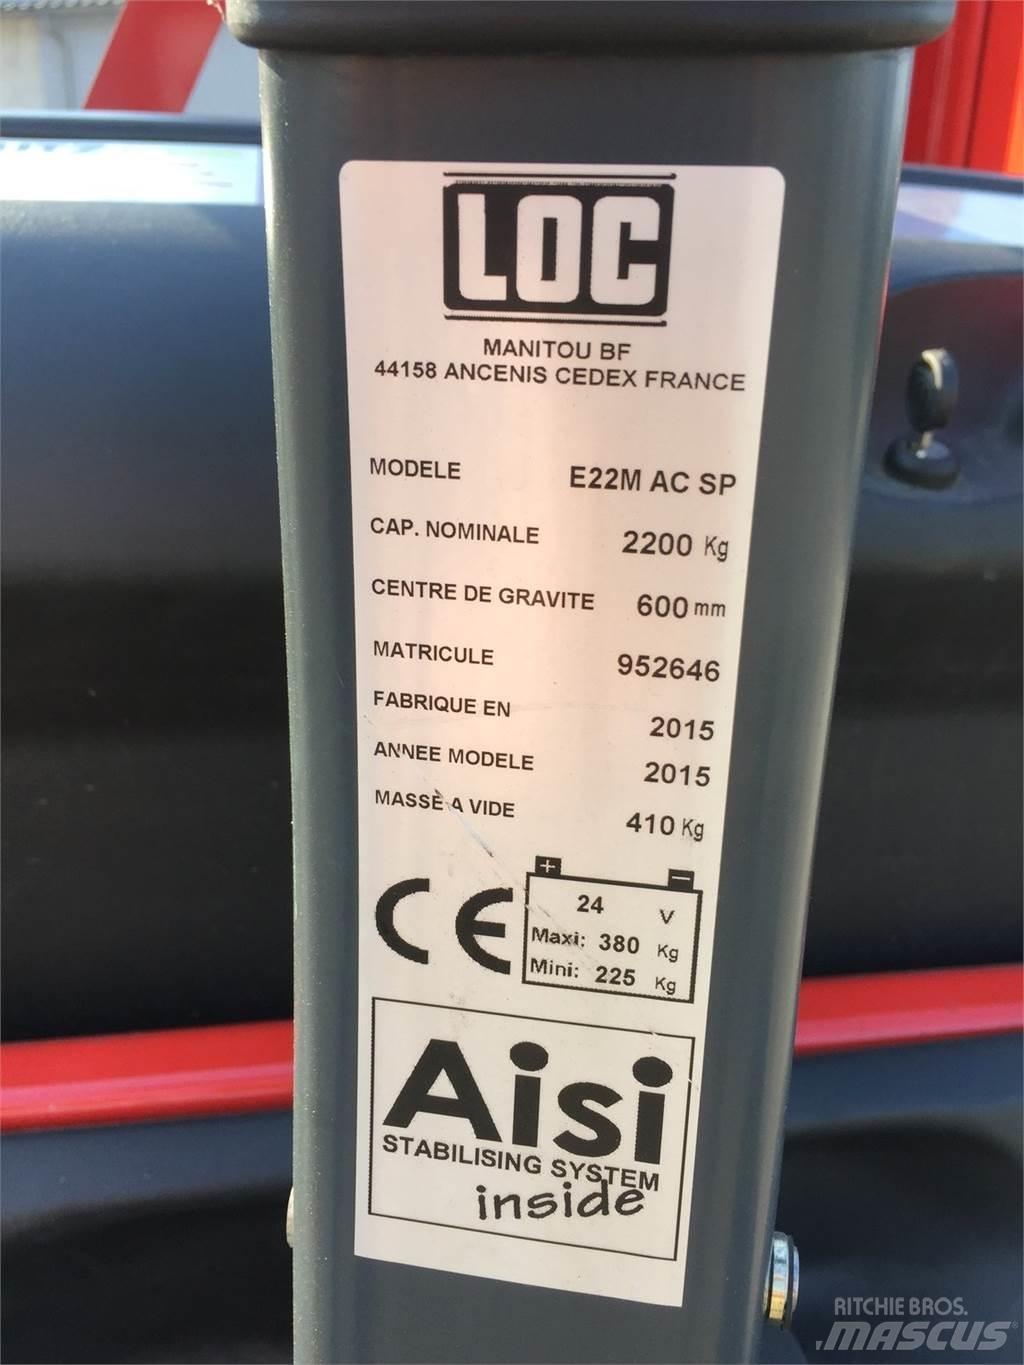 LOC
MANITOU BF
44158 ANCENIS CEDEX FRANCE
MODELE E22M AC SP
CAP. NOMINALE 2200 Kg
CENTRE DE GRAVITE 600 mm
MATRICULE 952646
FABRIQUE EN 2015
ANNEE MODELE 2015
MASSE A VIDE 410 Kg
CE
+ −
24 V
Maxi: 380 Kg
Mini: 225 Kg
Aisi
STABILISING SYSTEM
inside
RITCHIE BROS.
MASCUS